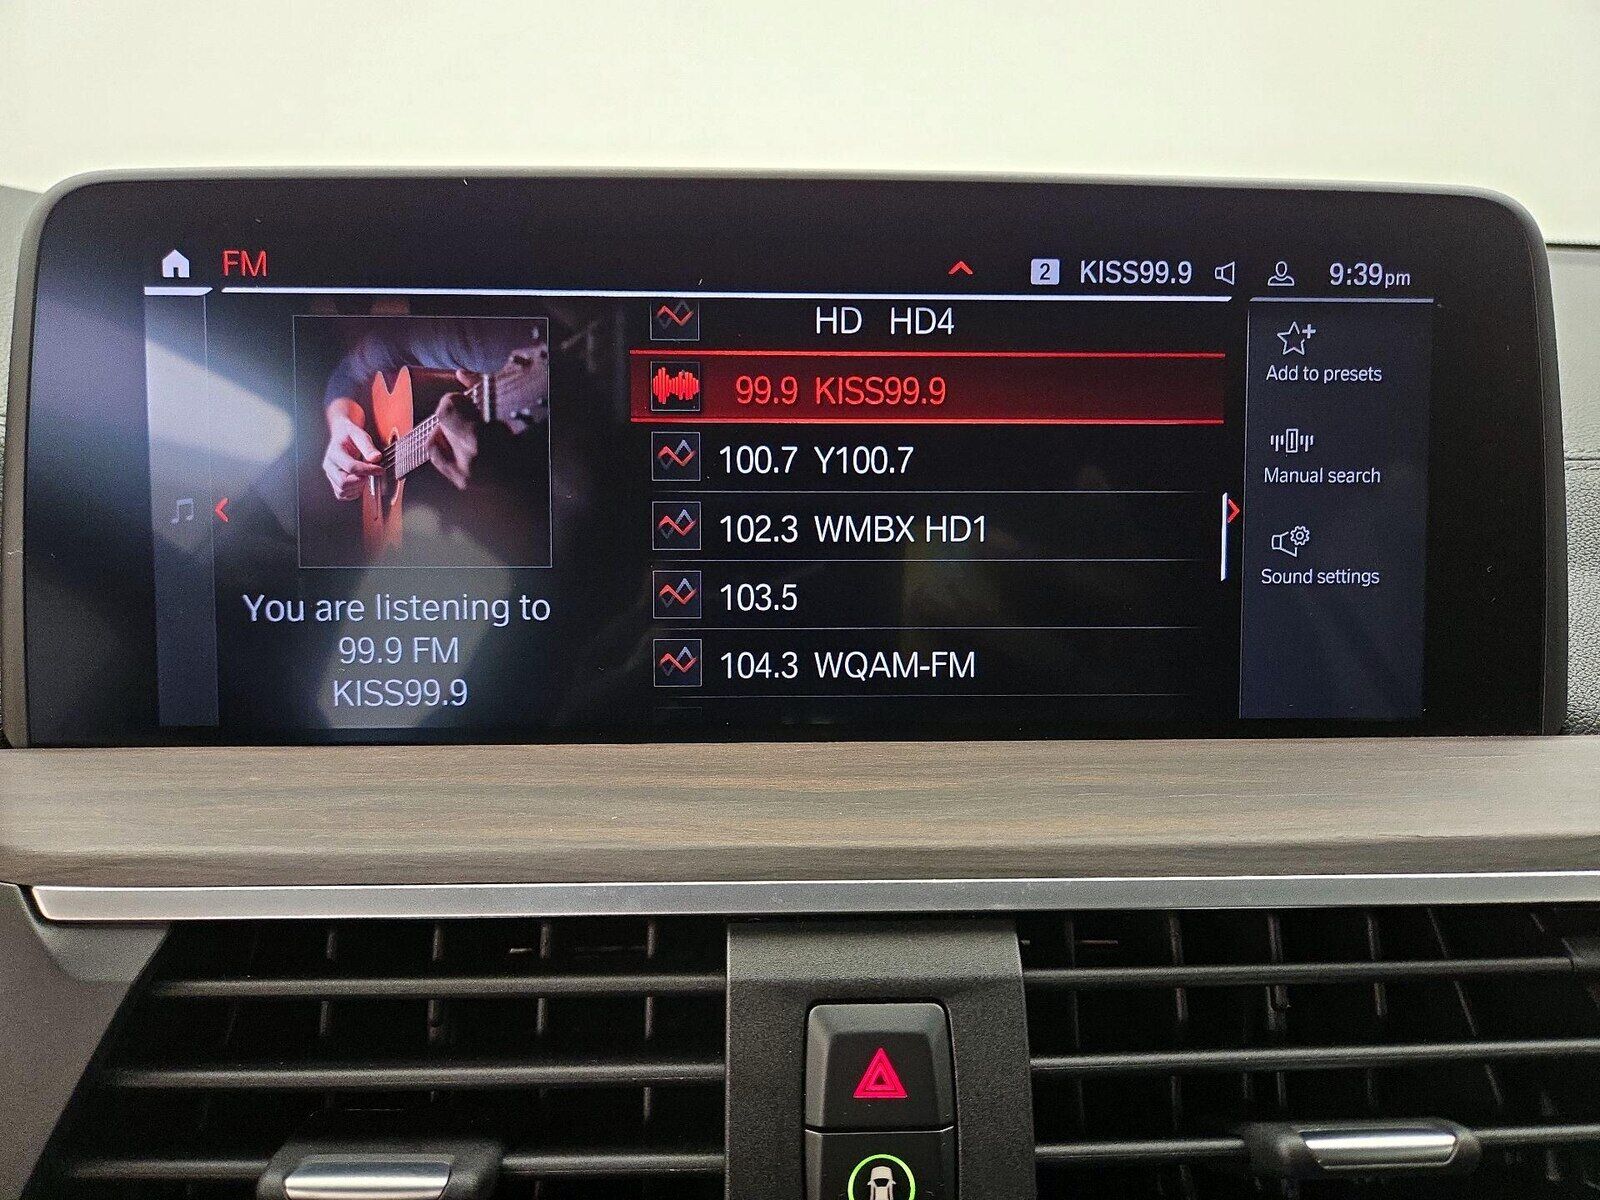 FM
2 KISS99.9 9:39pm
HD HD4
99.9 KISS99.9
100.7 Y100.7
102.3 WMBX HD1
103.5
104.3 WQAM-FM
You are listening to
99.9 FM
KISS99.9
Add to presets
Manual search
Sound settings